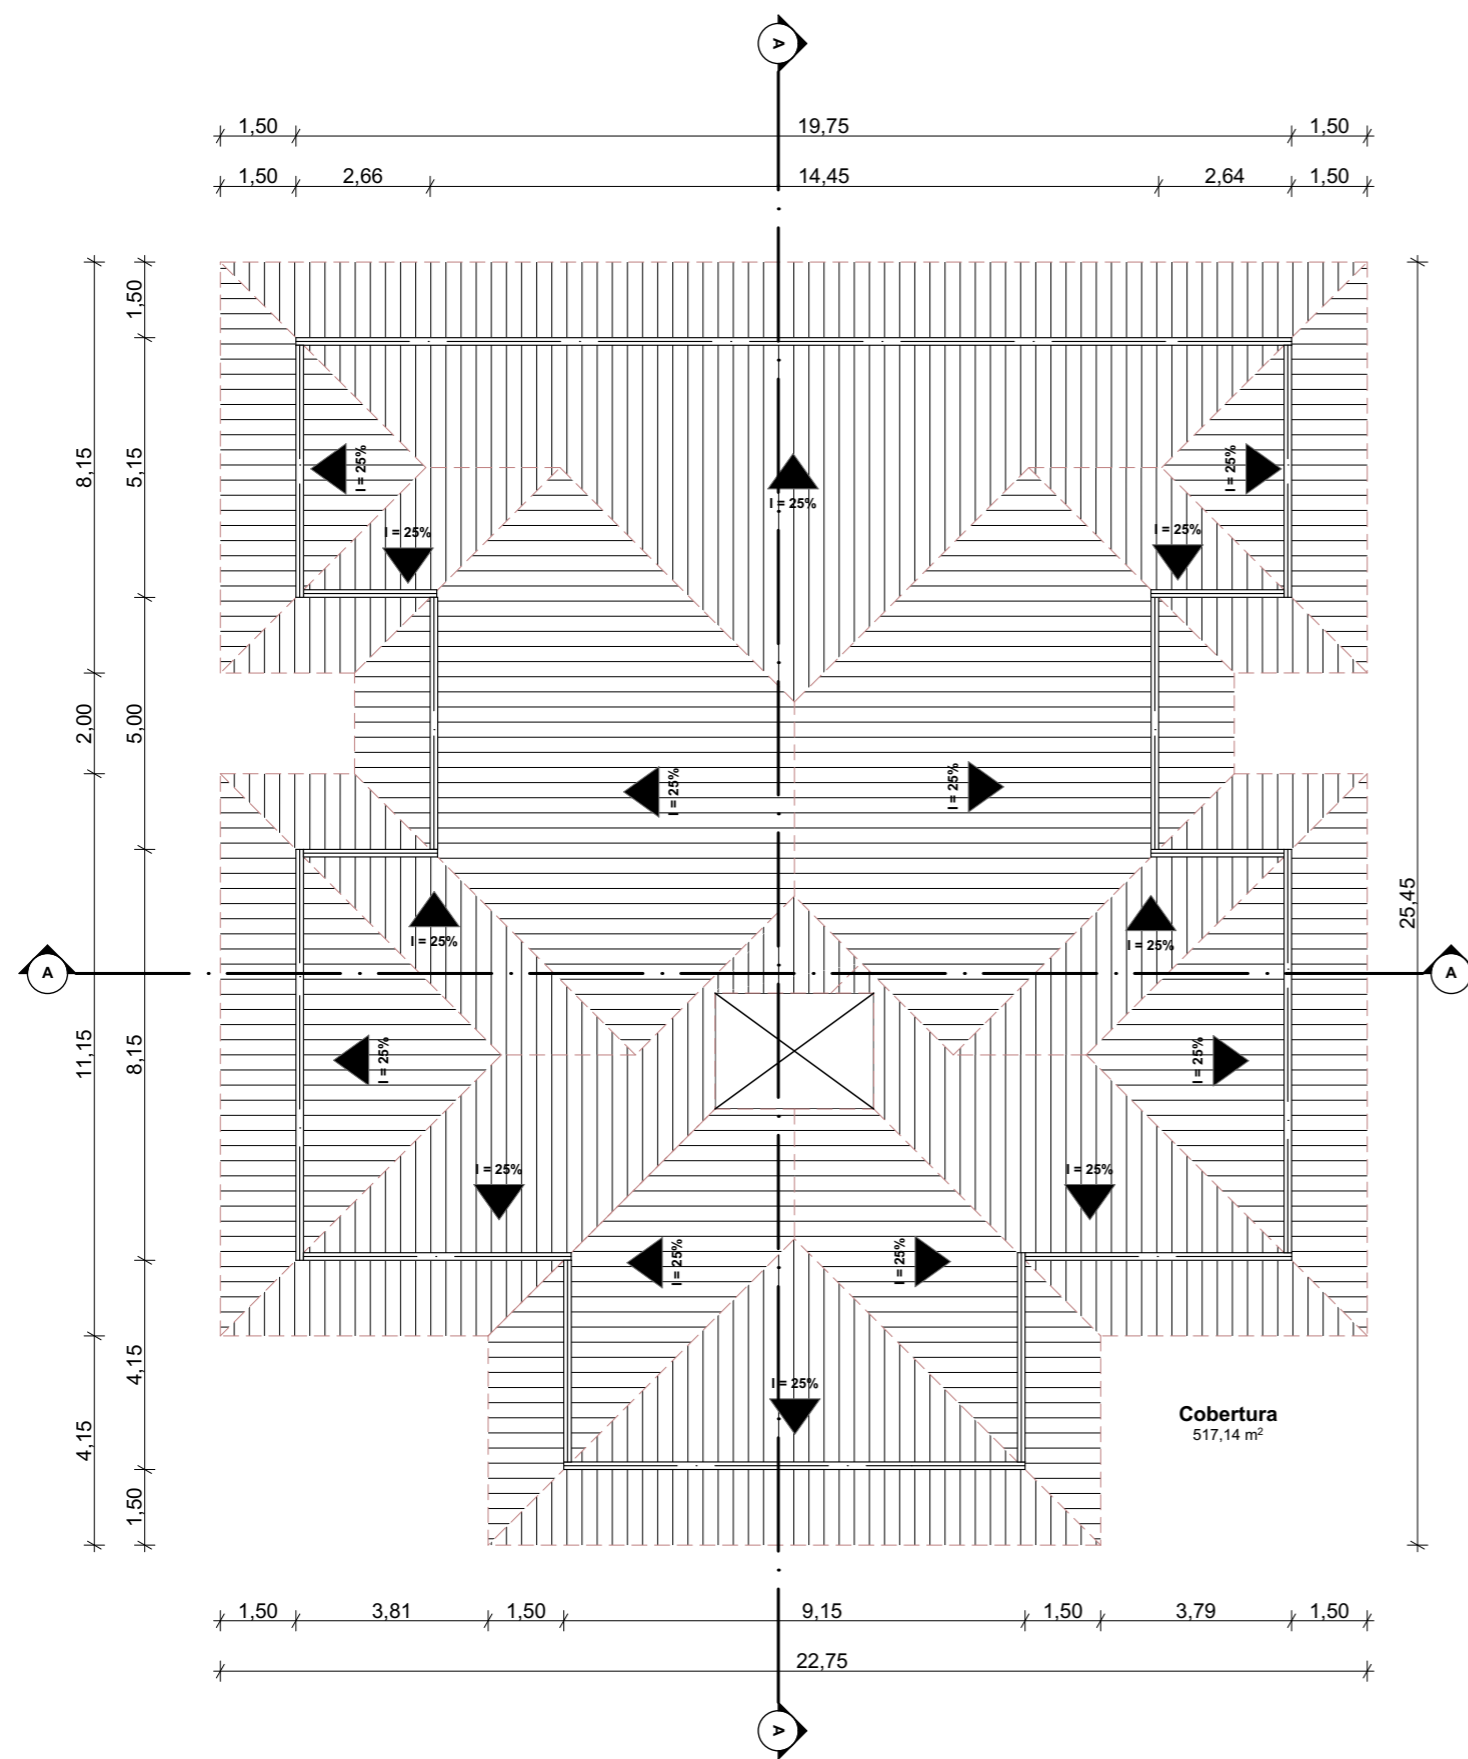 A
1,50
19,75
1,50
1,50
2,66
14,45
2,64
1,50
8,15
2,00
11,15
4,15
1,50
5,15
5,00
8,15
4,15
1,50
25,45
I = 25%
I = 25%
I = 25%
I = 25%
I = 25%
I = 25%
I = 25%
I = 25%
I = 25%
A
A
I = 25%
I = 25%
I = 25%
I = 25%
I = 25%
I = 25%
I = 25%
Cobertura
517,14 m²
1,50
3,81
1,50
9,15
1,50
3,79
1,50
22,75
A